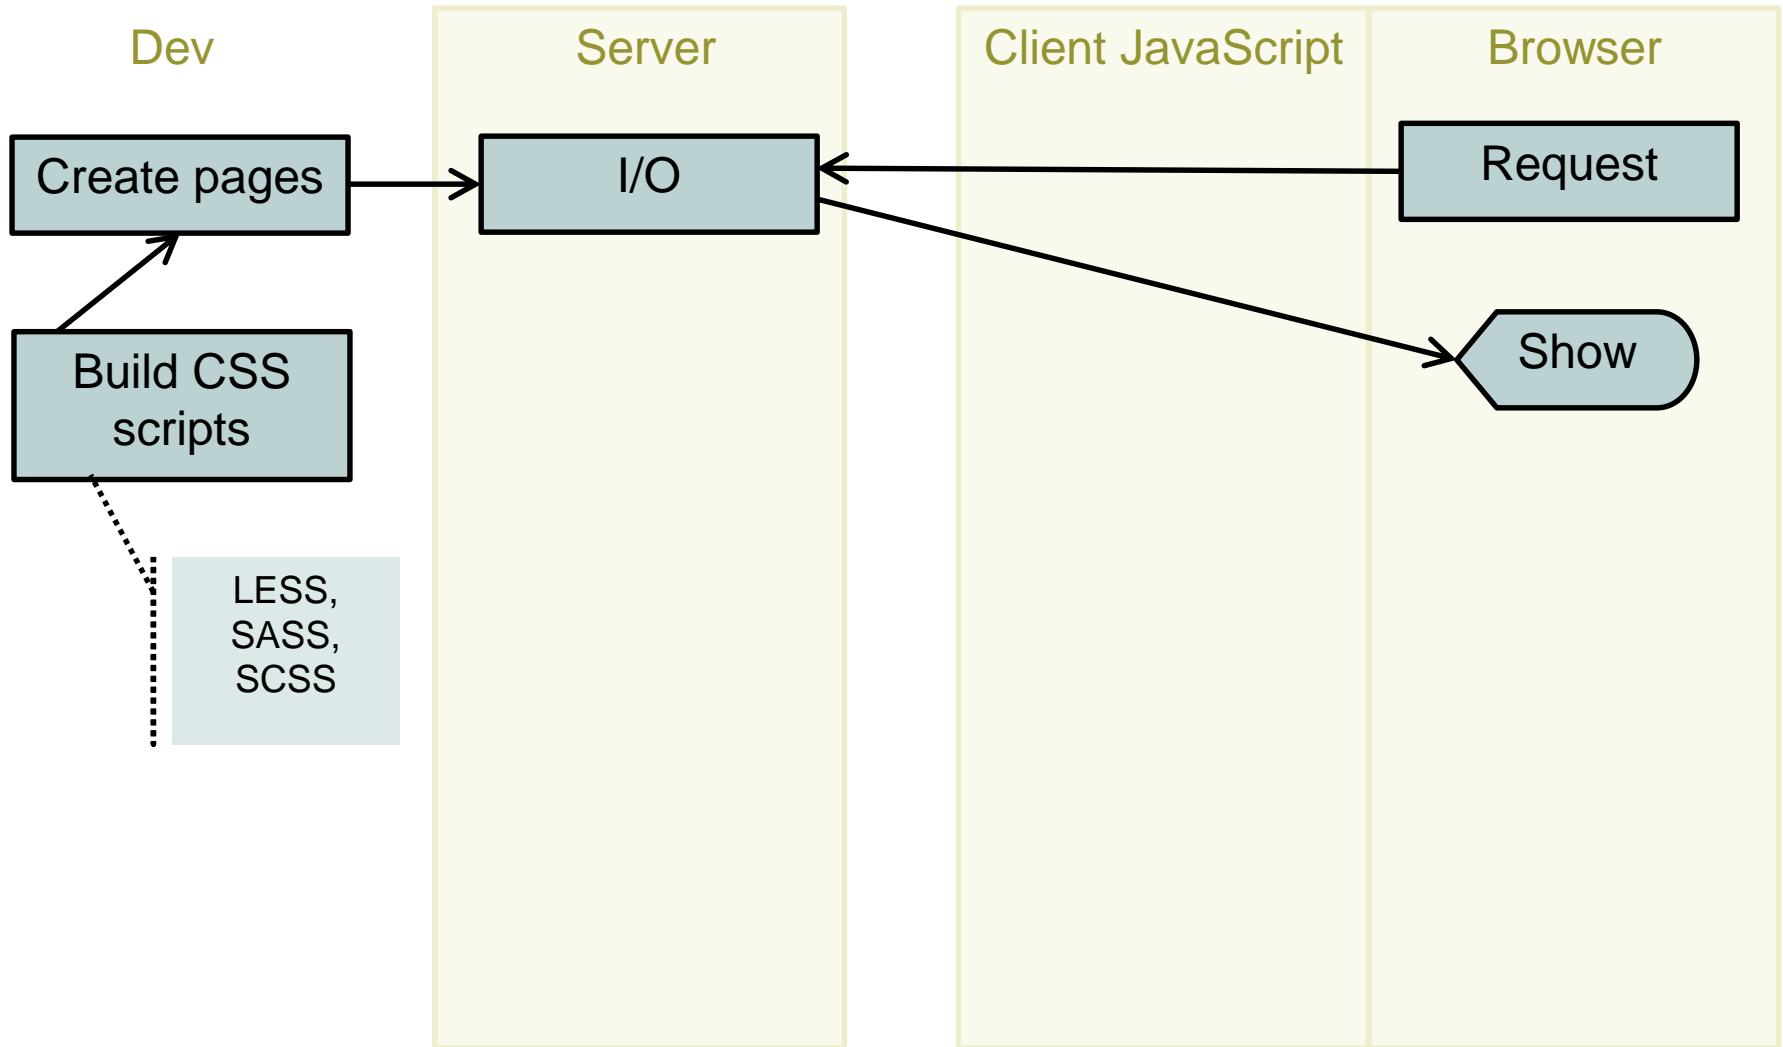 Dev
Server
Client JavaScript
Browser
Create pages
I/O
Request
Build CSS
scripts
Show
LESS,
SASS,
SCSS